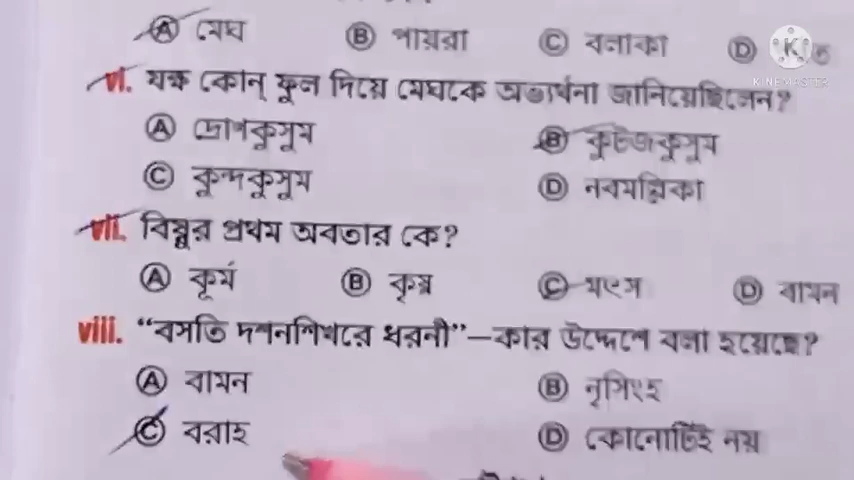 Ⓐ মেঘ Ⓑ পায়রা Ⓒ বলাকা Ⓓ
K
KINEMASTER
vi. যক্ষ কোন্ ফুল দিয়ে মেঘকে অভ্যর্থনা জানিয়েছিলেন?
Ⓐ দ্রোণকুসুম Ⓑ কুটজকুসুম
Ⓒ কুন্দকুসুম Ⓓ নবমল্লিকা
vii. বিষ্ণুর প্রথম অবতার কে?
Ⓐ কূর্ম Ⓑ কৃষ্ণ Ⓒ মৎস Ⓓ বামন
viii. “বসতি দশনশিখরে ধরনী”—কার উদ্দেশে বলা হয়েছে?
Ⓐ বামন Ⓑ নৃসিংহ
Ⓒ বরাহ Ⓓ কোনোটিই নয়